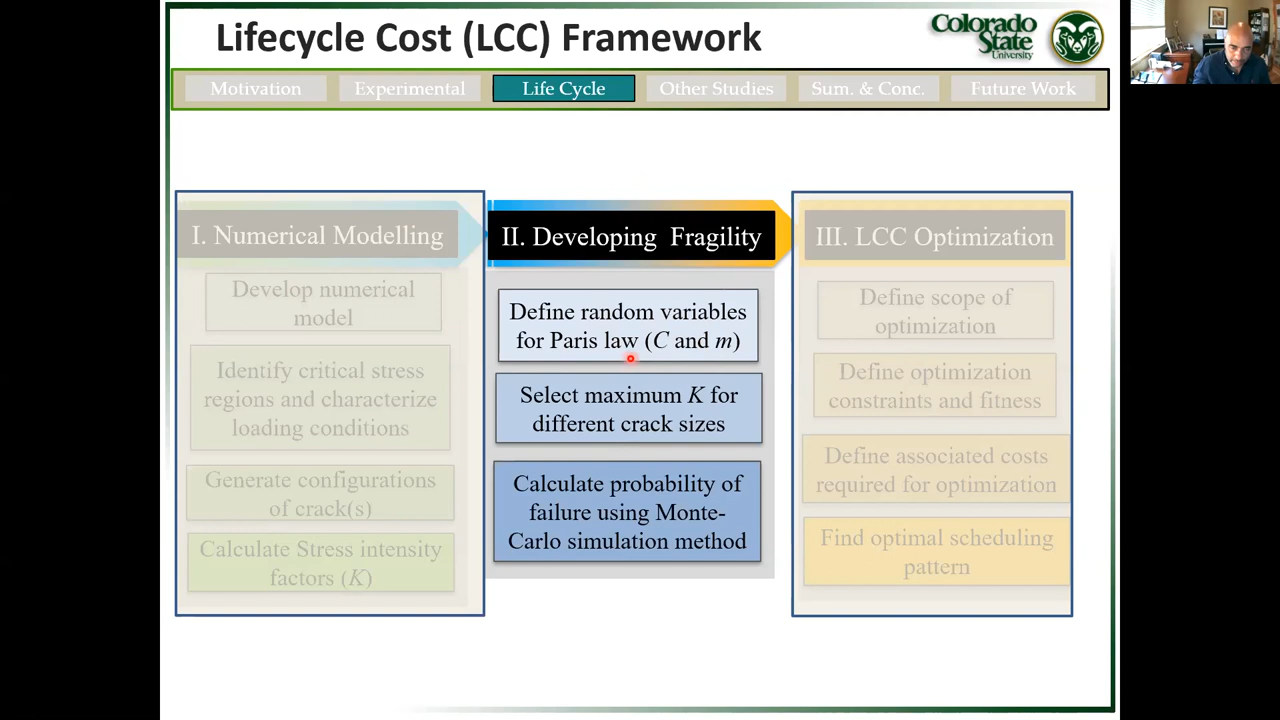 Lifecycle Cost (LCC) Framework
Colorado
State
University
Motivation
Experimental
Life Cycle
Other Studies
Sum. & Conc.
Future Work
I. Numerical Modelling
Develop numerical
model
Identify critical stress
regions and characterize
loading conditions
Generate configurations
of crack(s)
Calculate Stress intensity
factors (K)
II. Developing Fragility
Define random variables
for Paris law (C and m)
Select maximum K for
different crack sizes
Calculate probability of
failure using Monte-
Carlo simulation method
III. LCC Optimization
Define scope of
optimization
Define optimization
constraints and fitness
Define associated costs
required for optimization
Find optimal scheduling
pattern